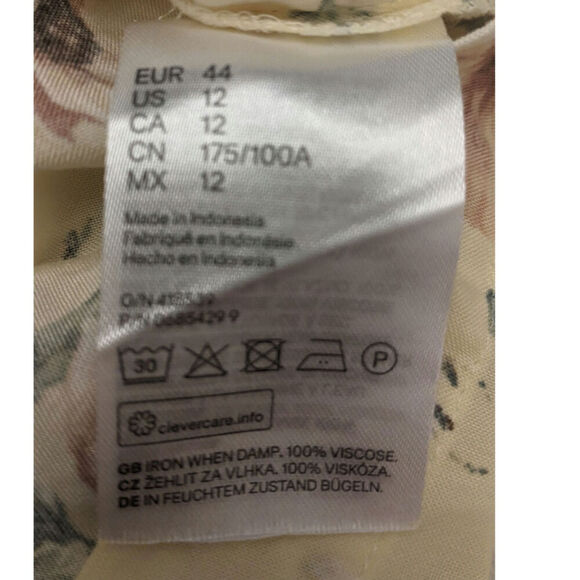 EUR 44
US 12
CA 12
CN 175/100A
MX 12
Made in Indonesia
Fabriqué en Indonésie
Hecho en Indonesia
O/N
P/N
30
P
clevercare.info
GB IRON WHEN DAMP. 100% VISCOSE.
CZ ŽEHLIT ZA VLHKA. 100% VISKÓZA.
DE IN FEUCHTEM ZUSTAND BÜGELN.